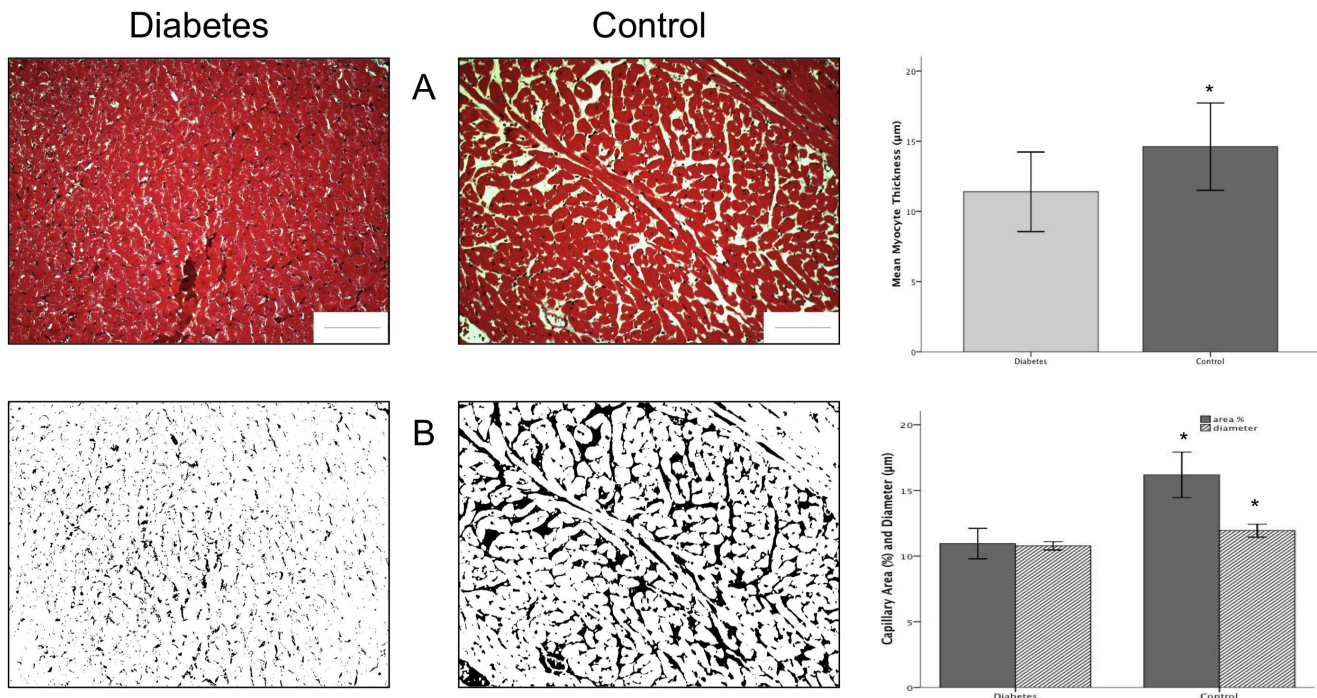 Diabetes
Control
A
Mean Myocyte Thickness (µm)
20
15
10
5
0
*
Diabetes
Control
B
Capillary Area (%) and Diameter (µm)
20
15
10
5
0
area %
diameter
*
*
Diabetes
Control